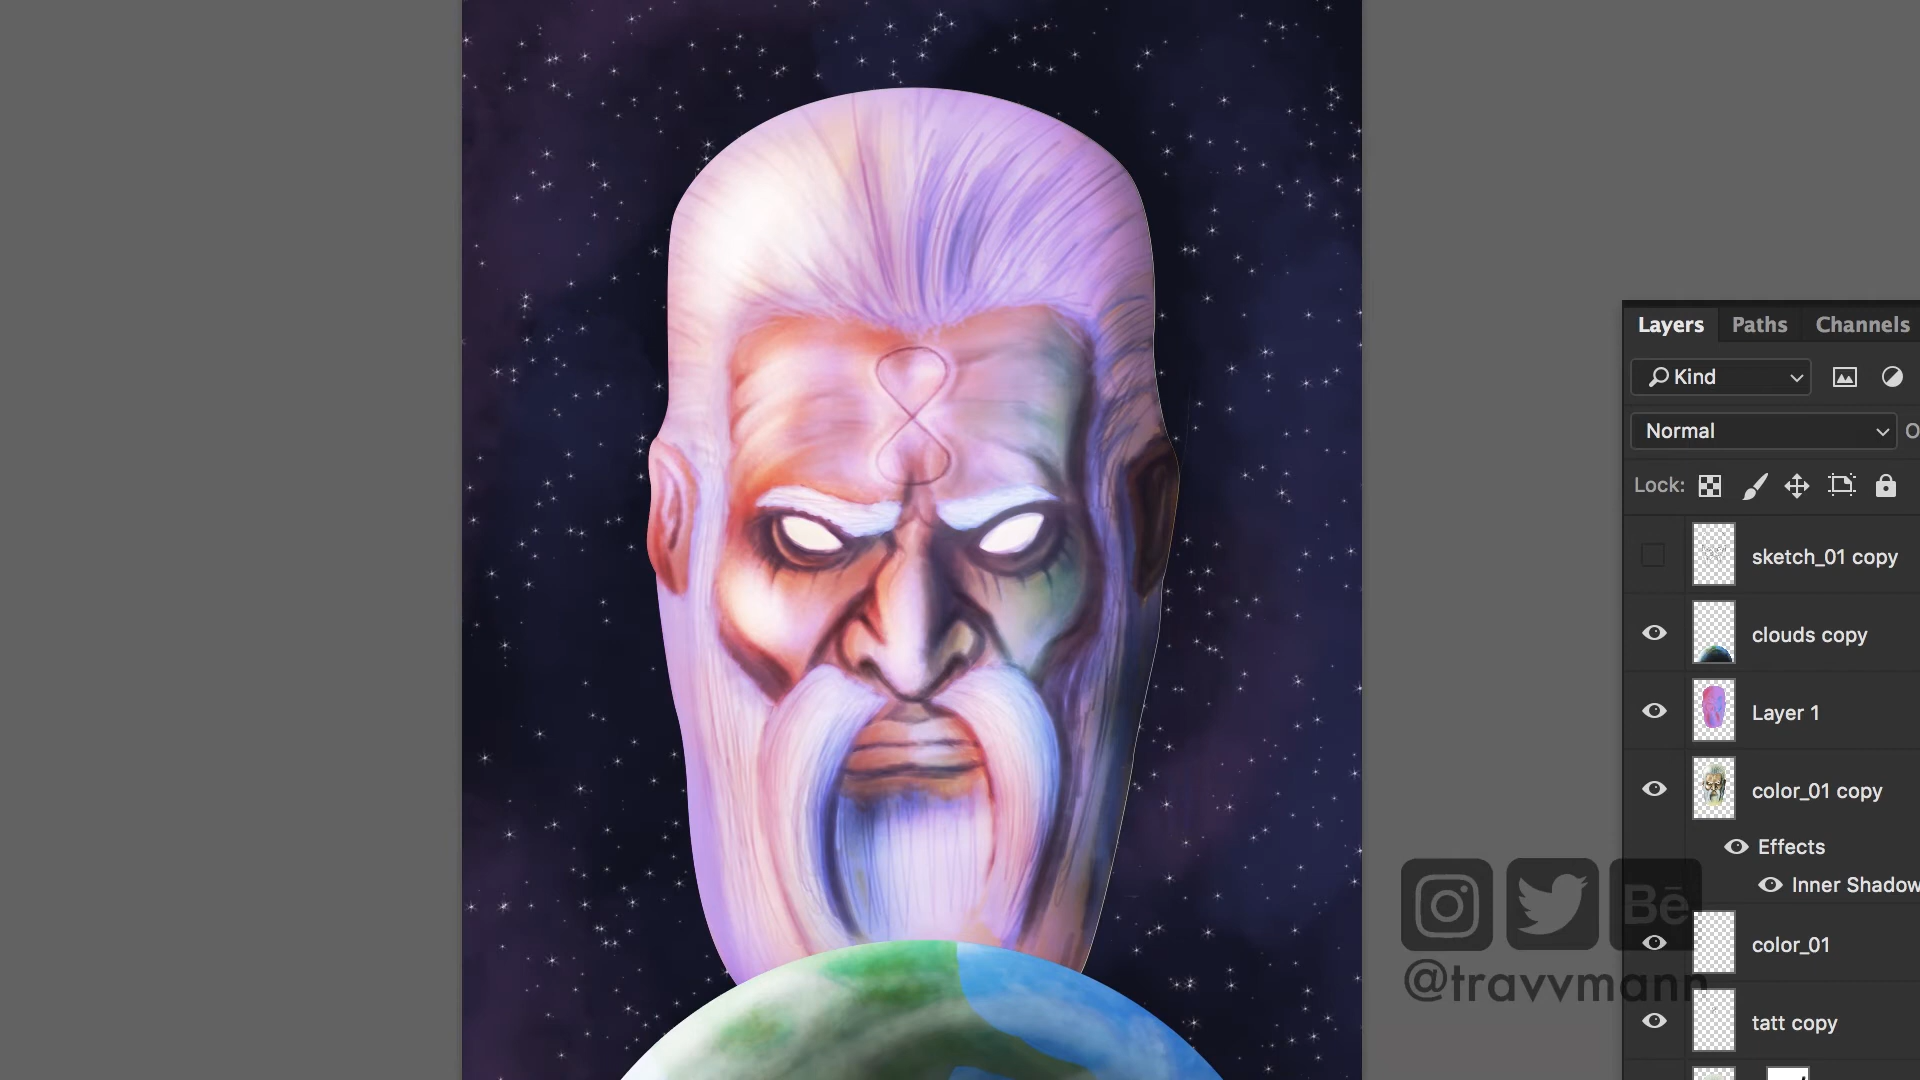 Layers Paths Channels
Kind
Normal
O
Lock:
sketch_01 copy
clouds copy
Layer 1
color_01 copy
Effects
Inner Shadow
Bē
color_01
@travvmann
tatt copy